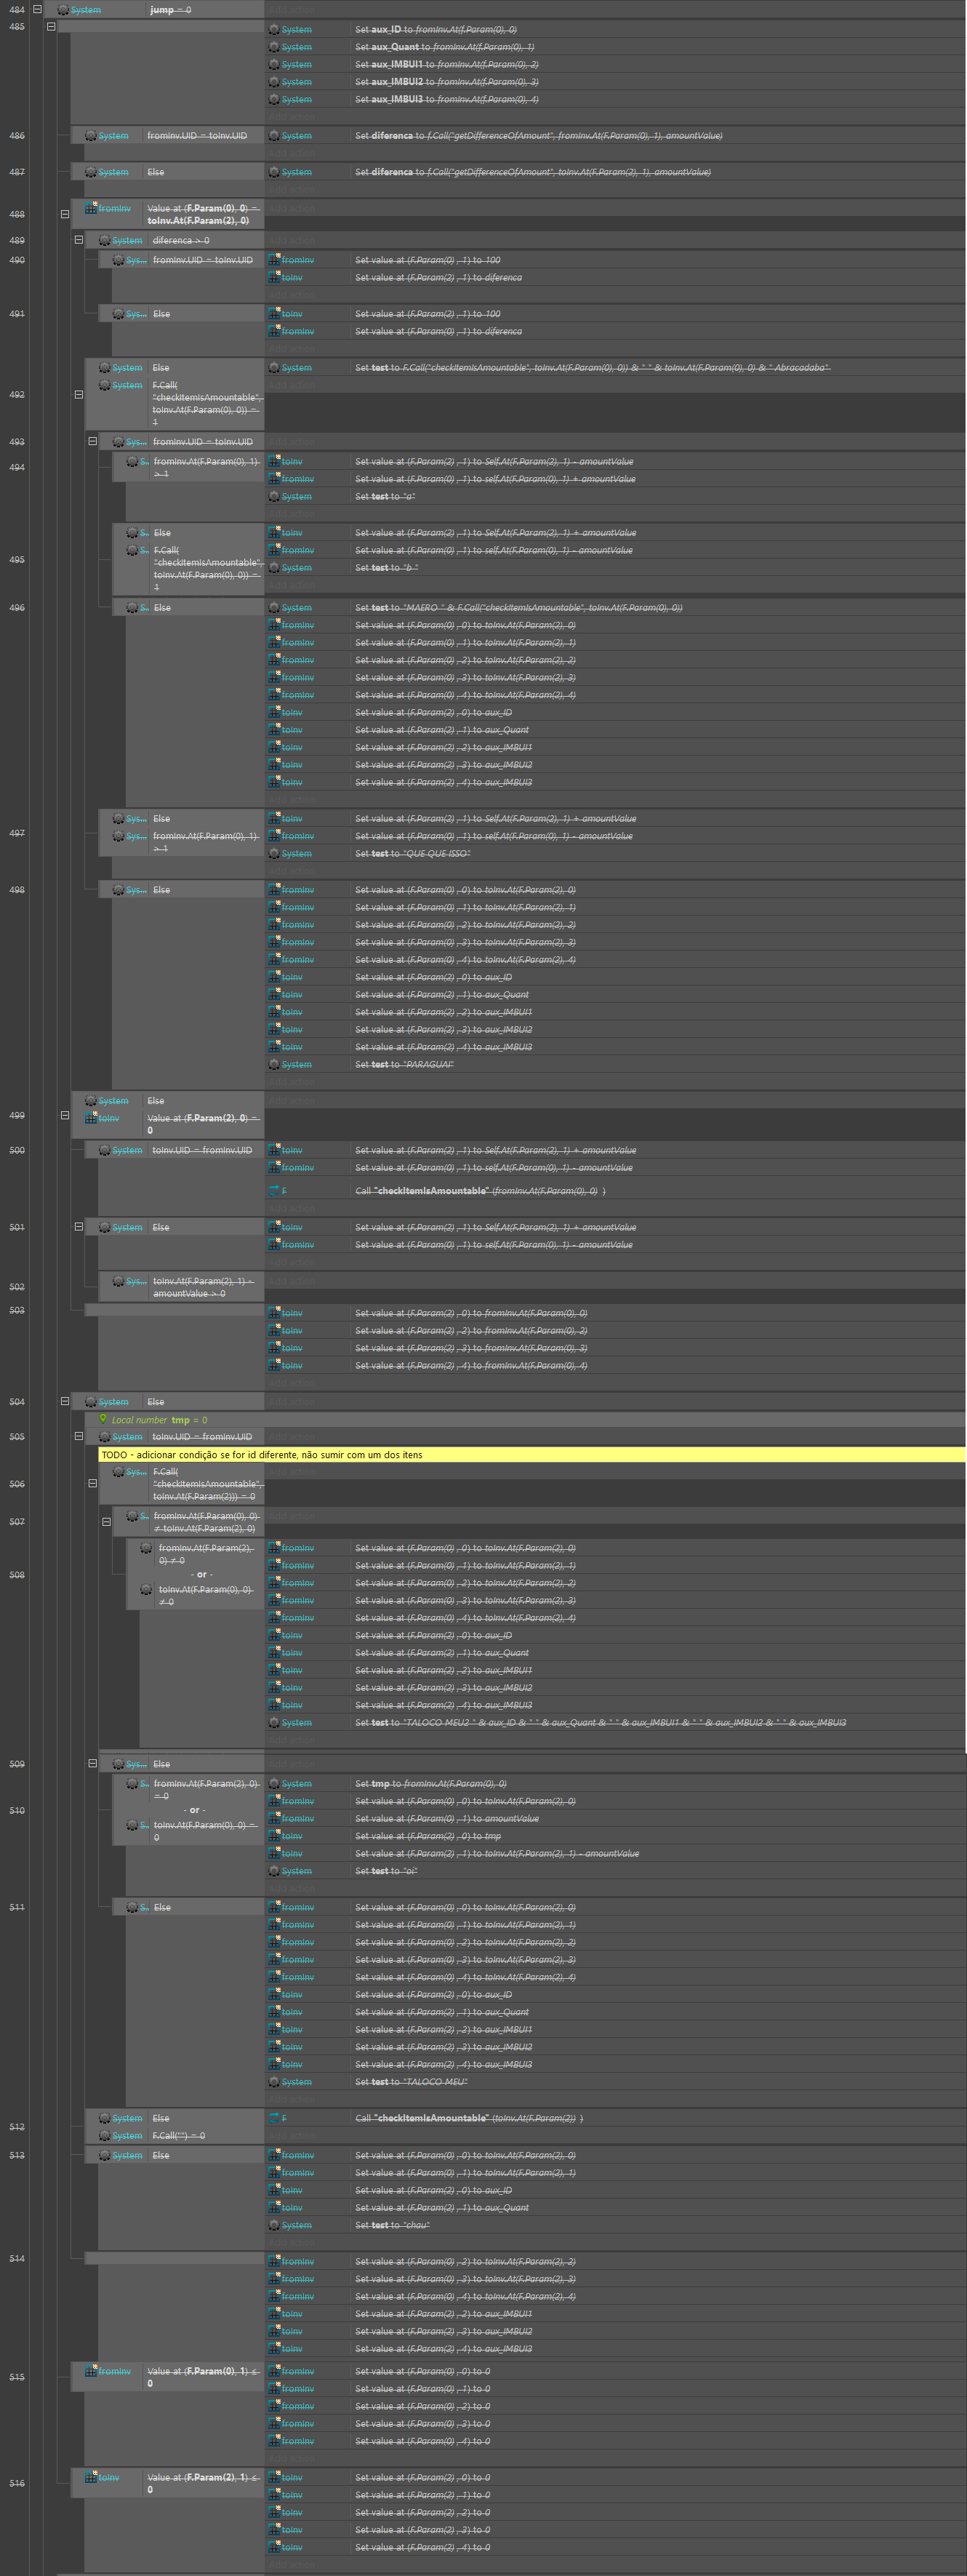 484 System jump = 0 Add action
485
System Set aux_ID to fromInv.At(f.Param(0), 0)
System Set aux_Quant to fromInv.At(f.Param(0), 1)
System Set aux_IMBUI1 to fromInv.At(f.Param(0), 2)
System Set aux_IMBUI2 to fromInv.At(f.Param(0), 3)
System Set aux_IMBUI3 to fromInv.At(f.Param(0), 4)
Add action
486 System fromInv.UID = toInv.UID System Set diferenca to f.Call("getDifferenceOfAmount", fromInv.At(F.Param(0), 1), amountValue)
Add action
487 System Else System Set diferenca to f.Call("getDifferenceOfAmount", toInv.At(F.Param(2), 1), amountValue)
Add action
488 fromInv Value at (F.Param(0), 0) = Add action
toInv.At(F.Param(2), 0)
489 System diferenca > 0 Add action
490 Sys... fromInv.UID = toInv.UID fromInv Set value at (F.Param(0) , 1) to 100
toInv Set value at (F.Param(2) , 1) to diferenca
Add action
491 Sys... Else toInv Set value at (F.Param(2) , 1) to 100
fromInv Set value at (F.Param(0) , 1) to diferenca
Add action
System Else System Set test to F.Call("checkItemIsAmountable", toInv.At(F.Param(0), 0)) & " " & toInv.At(F.Param(0), 0) & " Abracadaba"
492 System F.Call(
"checkItemIsAmountable",
toInv.At(F.Param(0), 0)) =
1
493 Sys... fromInv.UID = toInv.UID Add action
494 S.. fromInv.At(F.Param(0), 1) toInv Set value at (F.Param(2) , 1) to Self.At(F.Param(2), 1) - amountValue
> 1 fromInv Set value at (F.Param(0) , 1) to self.At(F.Param(0), 1) + amountValue
System Set test to "a"
Add action
S.. Else toInv Set value at (F.Param(2) , 1) to Self.At(F.Param(2), 1) + amountValue
495 S.. F.Call( fromInv Set value at (F.Param(0) , 1) to self.At(F.Param(0), 1) - amountValue
"checkItemIsAmountable", System Set test to "b "
toInv.At(F.Param(0), 0)) =
1
496 S.. Else System Set test to "MAERO " & F.Call("checkItemIsAmountable", toInv.At(F.Param(0), 0))
fromInv Set value at (F.Param(0) , 0) to toInv.At(F.Param(2), 0)
fromInv Set value at (F.Param(0) , 1) to toInv.At(F.Param(2), 1)
fromInv Set value at (F.Param(0) , 2) to toInv.At(F.Param(2), 2)
fromInv Set value at (F.Param(0) , 3) to toInv.At(F.Param(2), 3)
fromInv Set value at (F.Param(0) , 4) to toInv.At(F.Param(2), 4)
toInv Set value at (F.Param(2) , 0) to aux_ID
toInv Set value at (F.Param(2) , 1) to aux_Quant
toInv Set value at (F.Param(2) , 2) to aux_IMBUI1
toInv Set value at (F.Param(2) , 3) to aux_IMBUI2
toInv Set value at (F.Param(2) , 4) to aux_IMBUI3
Add action
497 Sys... Else toInv Set value at (F.Param(2) , 1) to Self.At(F.Param(2), 1) + amountValue
Sys... fromInv.At(F.Param(0), 1) fromInv Set value at (F.Param(0) , 1) to self.At(F.Param(0), 1) - amountValue
> 1 System Set test to "QUE QUE ISSO"
Add action
498 Sys... Else fromInv Set value at (F.Param(0) , 0) to toInv.At(F.Param(2), 0)
fromInv Set value at (F.Param(0) , 1) to toInv.At(F.Param(2), 1)
fromInv Set value at (F.Param(0) , 2) to toInv.At(F.Param(2), 2)
fromInv Set value at (F.Param(0) , 3) to toInv.At(F.Param(2), 3)
fromInv Set value at (F.Param(0) , 4) to toInv.At(F.Param(2), 4)
toInv Set value at (F.Param(2) , 0) to aux_ID
toInv Set value at (F.Param(2) , 1) to aux_Quant
toInv Set value at (F.Param(2) , 2) to aux_IMBUI1
toInv Set value at (F.Param(2) , 3) to aux_IMBUI2
toInv Set value at (F.Param(2) , 4) to aux_IMBUI3
System Set test to "PARAGUAI"
Add action
System Else Add action
499 toInv Value at (F.Param(2), 0) =
0
500 System toInv.UID = fromInv.UID toInv Set value at (F.Param(2) , 1) to Self.At(F.Param(2), 1) + amountValue
fromInv Set value at (F.Param(0) , 1) to self.At(F.Param(0), 1) - amountValue
F Call "checkItemIsAmountable" (fromInv.At(F.Param(0), 0) )
Add action
501 System Else toInv Set value at (F.Param(2) , 1) to Self.At(F.Param(2), 1) + amountValue
fromInv Set value at (F.Param(0) , 1) to self.At(F.Param(0), 1) - amountValue
Add action
502 Sys... toInv.At(F.Param(2), 1) - Add action
amountValue > 0
503 toInv Set value at (F.Param(2) , 0) to fromInv.At(F.Param(0), 0)
toInv Set value at (F.Param(2) , 2) to fromInv.At(F.Param(0), 2)
toInv Set value at (F.Param(2) , 3) to fromInv.At(F.Param(0), 3)
toInv Set value at (F.Param(2) , 4) to fromInv.At(F.Param(0), 4)
Add action
504 System Else Add action
Local number tmp = 0
505 System toInv.UID = fromInv.UID Add action
TODO - adicionar condição se for id diferente, não sumir com um dos itens
506 Sys... F.Call( Add action
"checkItemIsAmountable",
toInv.At(F.Param(2))) = 0
507 S.. fromInv.At(F.Param(0), 0) Add action
≠ toInv.At(F.Param(2), 0)
508 fromInv.At(F.Param(2), fromInv Set value at (F.Param(0) , 0) to toInv.At(F.Param(2), 0)
0) ≠ 0 fromInv Set value at (F.Param(0) , 1) to toInv.At(F.Param(2), 1)
- or - fromInv Set value at (F.Param(0) , 2) to toInv.At(F.Param(2), 2)
toInv.At(F.Param(0), 0) fromInv Set value at (F.Param(0) , 3) to toInv.At(F.Param(2), 3)
≠ 0 fromInv Set value at (F.Param(0) , 4) to toInv.At(F.Param(2), 4)
toInv Set value at (F.Param(2) , 0) to aux_ID
toInv Set value at (F.Param(2) , 1) to aux_Quant
toInv Set value at (F.Param(2) , 2) to aux_IMBUI1
toInv Set value at (F.Param(2) , 3) to aux_IMBUI2
toInv Set value at (F.Param(2) , 4) to aux_IMBUI3
System Set test to "TALOCO MEU2 " & aux_ID & " " & aux_Quant & " " & aux_IMBUI1 & " " & aux_IMBUI2 & " " & aux_IMBUI3
Add action
509 Sys... Else Add action
510 S.. fromInv.At(F.Param(2), 0) System Set tmp to fromInv.At(F.Param(0), 0)
= 0 fromInv Set value at (F.Param(0) , 0) to toInv.At(F.Param(2), 0)
- or - fromInv Set value at (F.Param(0) , 1) to amountValue
S.. toInv.At(F.Param(0), 0) = toInv Set value at (F.Param(2) , 0) to tmp
0 toInv Set value at (F.Param(2) , 1) to toInv.At(F.Param(2), 1) - amountValue
System Set test to "oi"
Add action
511 S.. Else fromInv Set value at (F.Param(0) , 0) to toInv.At(F.Param(2), 0)
fromInv Set value at (F.Param(0) , 1) to toInv.At(F.Param(2), 1)
fromInv Set value at (F.Param(0) , 2) to toInv.At(F.Param(2), 2)
fromInv Set value at (F.Param(0) , 3) to toInv.At(F.Param(2), 3)
fromInv Set value at (F.Param(0) , 4) to toInv.At(F.Param(2), 4)
toInv Set value at (F.Param(2) , 0) to aux_ID
toInv Set value at (F.Param(2) , 1) to aux_Quant
toInv Set value at (F.Param(2) , 2) to aux_IMBUI1
toInv Set value at (F.Param(2) , 3) to aux_IMBUI2
toInv Set value at (F.Param(2) , 4) to aux_IMBUI3
System Set test to "TALOCO MEU"
Add action
512 System Else F Call "checkItemIsAmountable" (toInv.At(F.Param(2)) )
System F.Call("") = 0 Add action
513 System Else fromInv Set value at (F.Param(0) , 0) to toInv.At(F.Param(2), 0)
fromInv Set value at (F.Param(0) , 1) to toInv.At(F.Param(2), 1)
toInv Set value at (F.Param(2) , 0) to aux_ID
toInv Set value at (F.Param(2) , 1) to aux_Quant
System Set test to "chau"
Add action
514 fromInv Set value at (F.Param(0) , 2) to toInv.At(F.Param(2), 2)
fromInv Set value at (F.Param(0) , 3) to toInv.At(F.Param(2), 3)
fromInv Set value at (F.Param(0) , 4) to toInv.At(F.Param(2), 4)
toInv Set value at (F.Param(2) , 2) to aux_IMBUI1
toInv Set value at (F.Param(2) , 3) to aux_IMBUI2
toInv Set value at (F.Param(2) , 4) to aux_IMBUI3
515 fromInv Value at (F.Param(0), 1) ≤ fromInv Set value at (F.Param(0) , 0) to 0
0 fromInv Set value at (F.Param(0) , 1) to 0
fromInv Set value at (F.Param(0) , 2) to 0
fromInv Set value at (F.Param(0) , 3) to 0
fromInv Set value at (F.Param(0) , 4) to 0
Add action
516 toInv Value at (F.Param(2), 1) ≤ toInv Set value at (F.Param(2) , 0) to 0
0 toInv Set value at (F.Param(2) , 1) to 0
toInv Set value at (F.Param(2) , 2) to 0
toInv Set value at (F.Param(2) , 3) to 0
toInv Set value at (F.Param(2) , 4) to 0
Add action